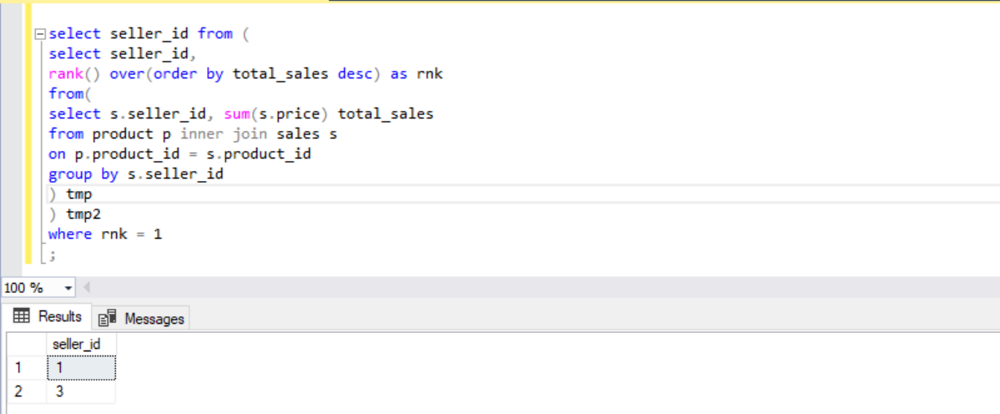 select seller_id from (
select seller_id,
rank() over(order by total_sales desc) as rnk
from(
select s.seller_id, sum(s.price) total_sales
from product p inner join sales s
on p.product_id = s.product_id
group by s.seller_id
) tmp
) tmp2
where rnk = 1
;
100 %
Results Messages
seller_id
1 1
2 3